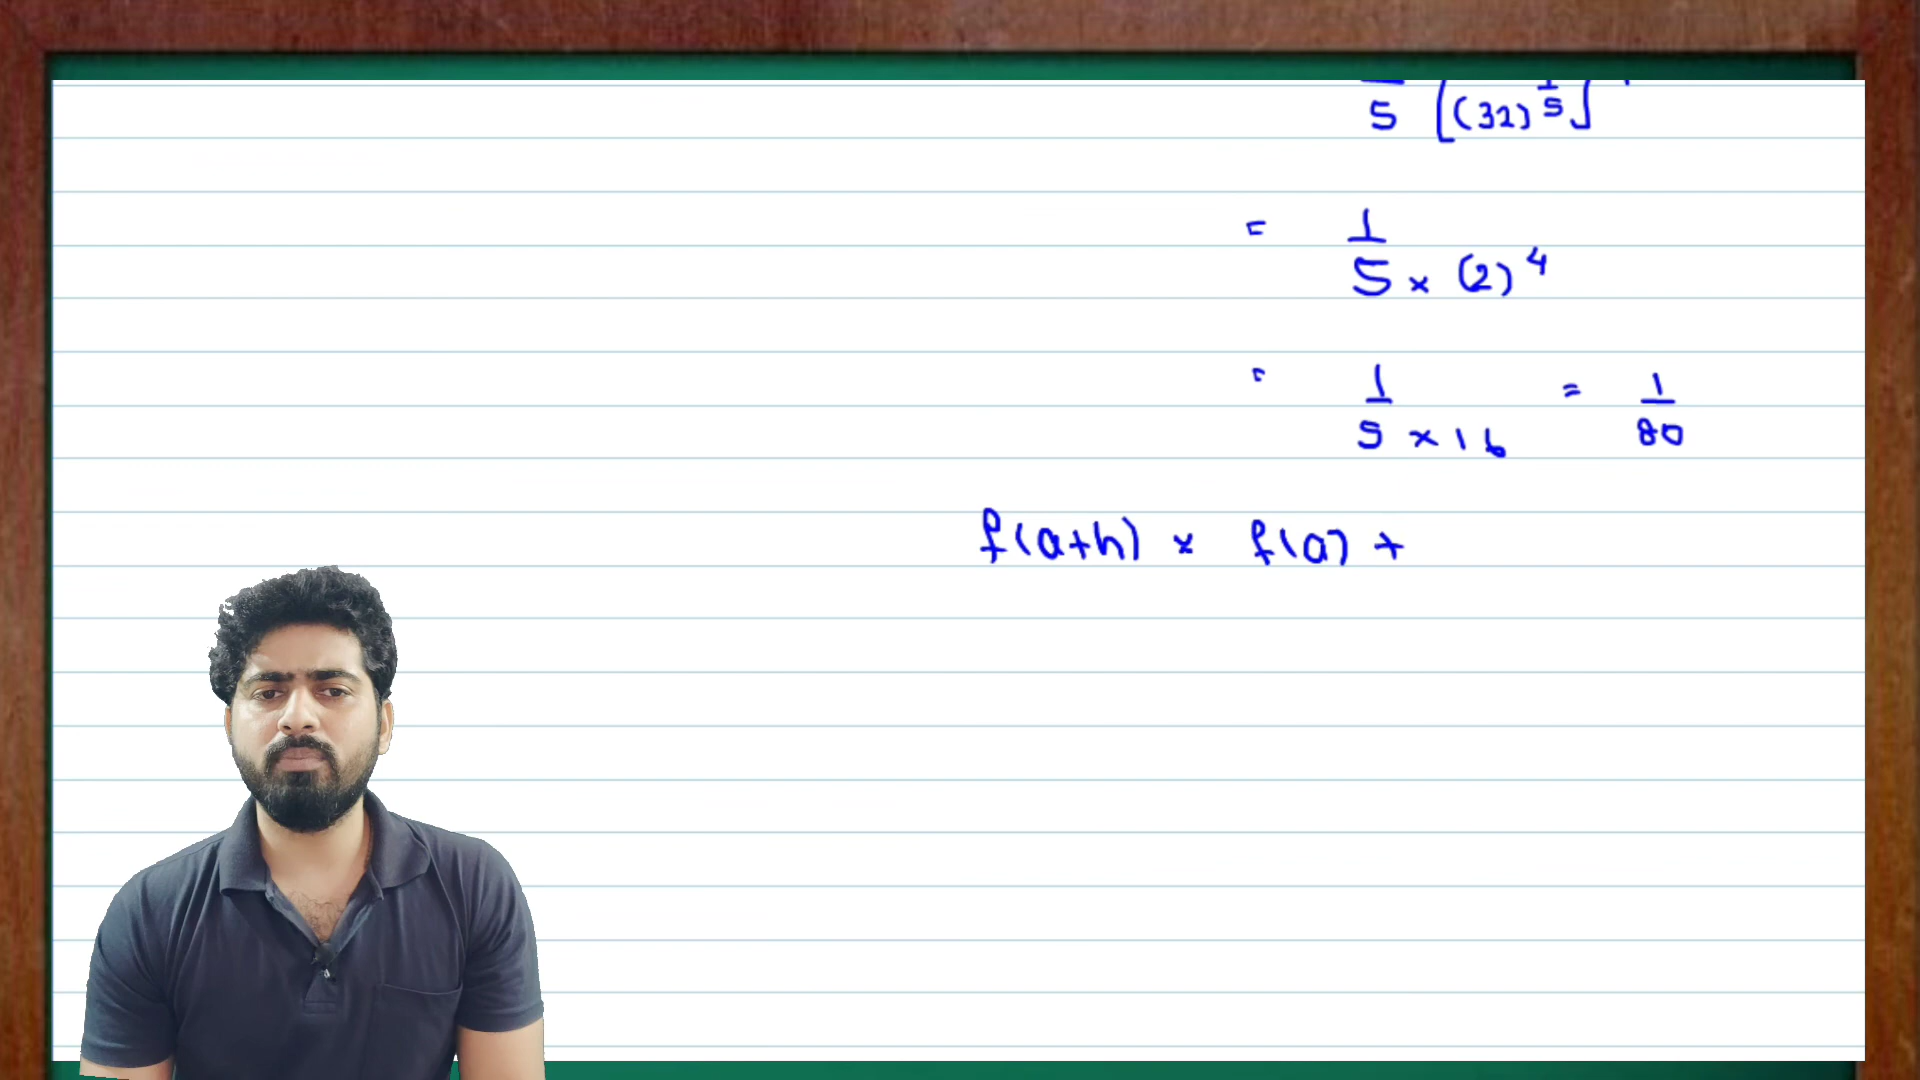 5 [(32)^{1/5}]
= 1/5 × (2)^4
= 1/5 × 16 = 1/80
f(a+h) × f(a) +